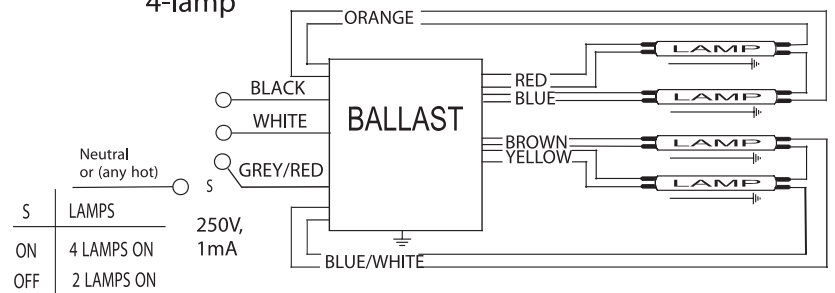 4-lamp
ORANGE
LAMP
RED
BLUE
LAMP
BLACK
WHITE
BALLAST
BROWN
YELLOW
LAMP
LAMP
Neutral
or (any hot)
S
GREY/RED
S LAMPS
ON 4 LAMPS ON
OFF 2 LAMPS ON
250V,
1mA
BLUE/WHITE